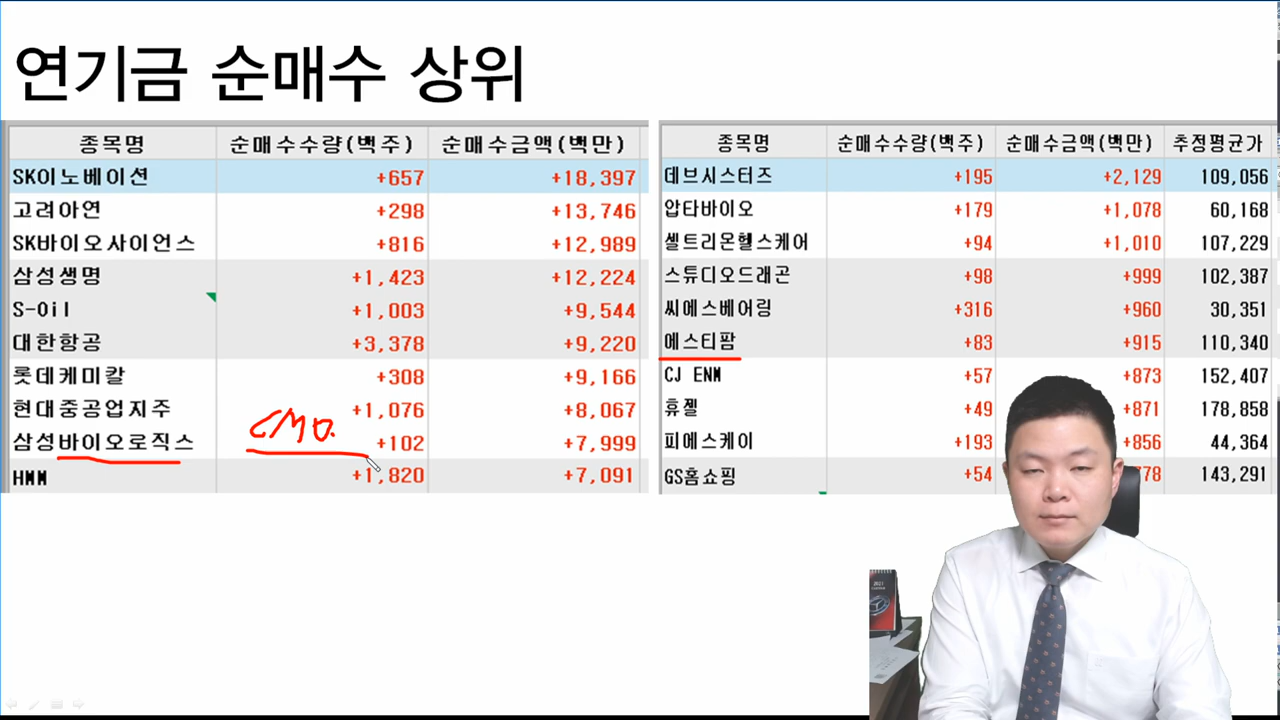 연기금 순매수 상위
종목명 순매수수량(백주) 순매수금액(백만)
SK이노베이션 +657 +18,397
고려아연 +298 +13,746
SK바이오사이언스 +816 +12,989
삼성생명 +1,423 +12,224
S-Oil +1,003 +9,544
대한항공 +3,378 +9,220
롯데케미칼 +308 +9,166
현대중공업지주 +1,076 +8,067
삼성바이오로직스 CMO. +102 +7,999
HMM +1,820 +7,091
종목명 순매수수량(백주) 순매수금액(백만) 추정평균가
데브시스터즈 +195 +2,129 109,056
압타바이오 +179 +1,078 60,168
셀트리온헬스케어 +94 +1,010 107,229
스튜디오드래곤 +98 +999 102,387
씨에스베어링 +316 +960 30,351
에스티팜 +83 +915 110,340
CJ ENM +57 +873 152,407
휴젤 +49 +871 178,858
피에스케이 +193 +856 44,364
GS홈쇼핑 +54 778 143,291
2021